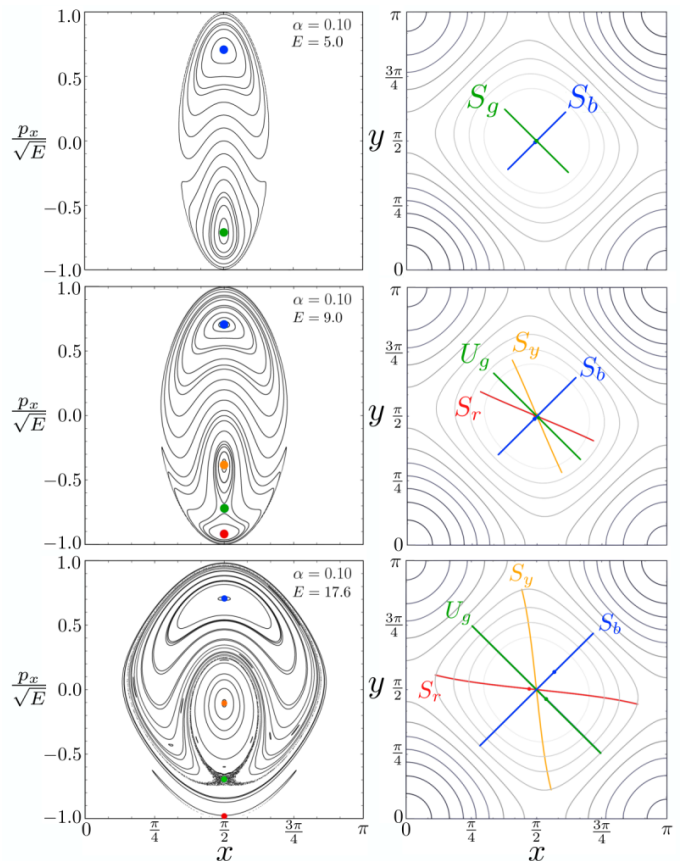 1.0
α = 0.10
E = 5.0
0.5
p_x/√E
0.0
−0.5
−1.0
π
3π/4
S_g
S_b
y
π/2
π/4
0
1.0
α = 0.10
E = 9.0
0.5
p_x/√E
0.0
−0.5
−1.0
π
3π/4
S_y
U_g
S_b
S_r
y
π/2
π/4
0
1.0
α = 0.10
E = 17.6
0.5
p_x/√E
0.0
−0.5
−1.0
0
π/4
π/2
3π/4
π
x
π
S_y
3π/4
U_g
S_b
y
π/2
S_r
π/4
0
0
π/4
π/2
3π/4
π
x